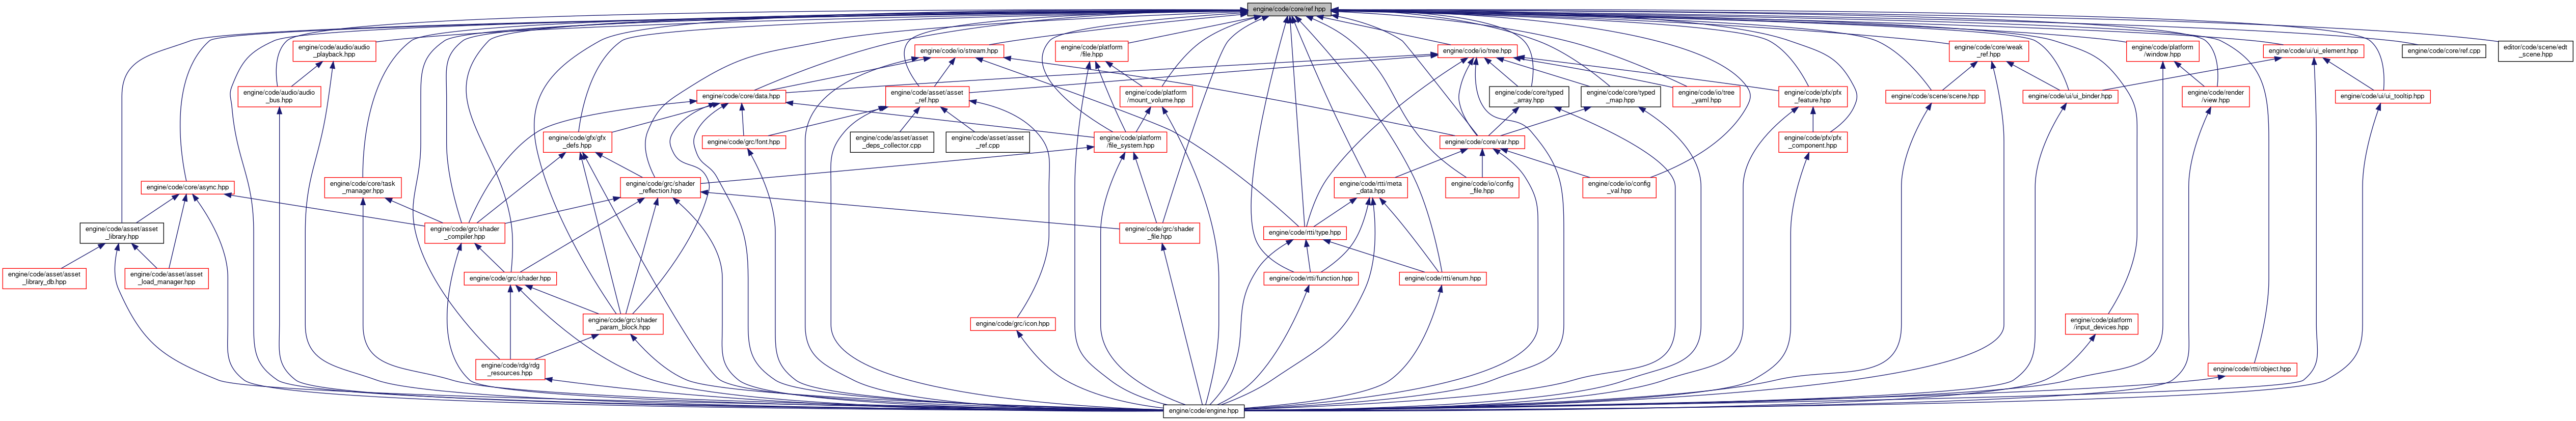 engine/code/core/ref.hpp
engine/code/audio/audio
_playback.hpp
engine/code/io/stream.hpp
engine/code/platform
/file.hpp
engine/code/io/tree.hpp
engine/code/core/weak
_ref.hpp
engine/code/platform
/window.hpp
engine/code/ui/ui_element.hpp
engine/code/core/ref.cpp
editor/code/scene/edt
_scene.hpp
engine/code/audio/audio
_bus.hpp
engine/code/core/data.hpp
engine/code/asset/asset
_ref.hpp
engine/code/platform
/mount_volume.hpp
engine/code/core/typed
_array.hpp
engine/code/core/typed
_map.hpp
engine/code/io/tree
_yaml.hpp
engine/code/pfx/pfx
_feature.hpp
engine/code/scene/scene.hpp
engine/code/ui/ui_binder.hpp
engine/code/render
/view.hpp
engine/code/ui/ui_tooltip.hpp
engine/code/gfx/gfx
_defs.hpp
engine/code/grc/font.hpp
engine/code/asset/asset
_deps_collector.cpp
engine/code/asset/asset
_ref.cpp
engine/code/platform
/file_system.hpp
engine/code/core/var.hpp
engine/code/pfx/pfx
_component.hpp
engine/code/core/async.hpp
engine/code/core/task
_manager.hpp
engine/code/grc/shader
_reflection.hpp
engine/code/rtti/meta
_data.hpp
engine/code/io/config
_file.hpp
engine/code/io/config
_val.hpp
engine/code/asset/asset
_library.hpp
engine/code/grc/shader
_compiler.hpp
engine/code/grc/shader
_file.hpp
engine/code/rtti/type.hpp
engine/code/asset/asset
_library_db.hpp
engine/code/asset/asset
_load_manager.hpp
engine/code/grc/shader.hpp
engine/code/rtti/function.hpp
engine/code/rtti/enum.hpp
engine/code/grc/shader
_param_block.hpp
engine/code/grc/icon.hpp
engine/code/platform
/input_devices.hpp
engine/code/rdg/rdg
_resources.hpp
engine/code/rtti/object.hpp
engine/code/engine.hpp